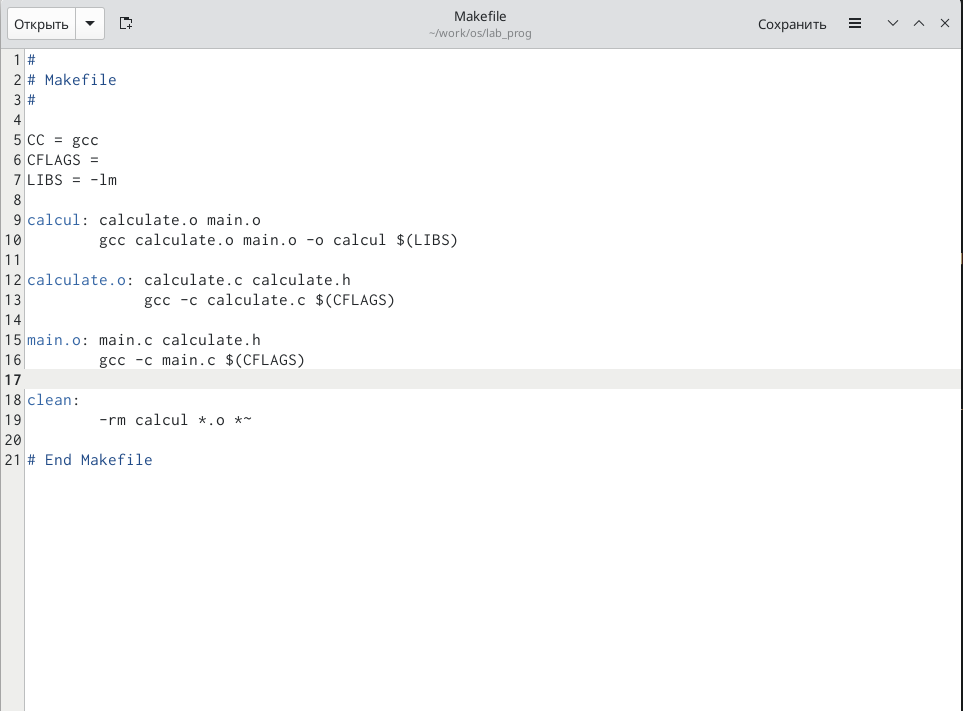 Открыть
Makefile
~/work/os/lab_prog
Сохранить
1 #
2 # Makefile
3 #
4
5 CC = gcc
6 CFLAGS =
7 LIBS = -lm
8
9 calcul: calculate.o main.o
10 gcc calculate.o main.o -o calcul $(LIBS)
11
12 calculate.o: calculate.c calculate.h
13 gcc -c calculate.c $(CFLAGS)
14
15 main.o: main.c calculate.h
16 gcc -c main.c $(CFLAGS)
17
18 clean:
19 -rm calcul *.o *~
20
21 # End Makefile